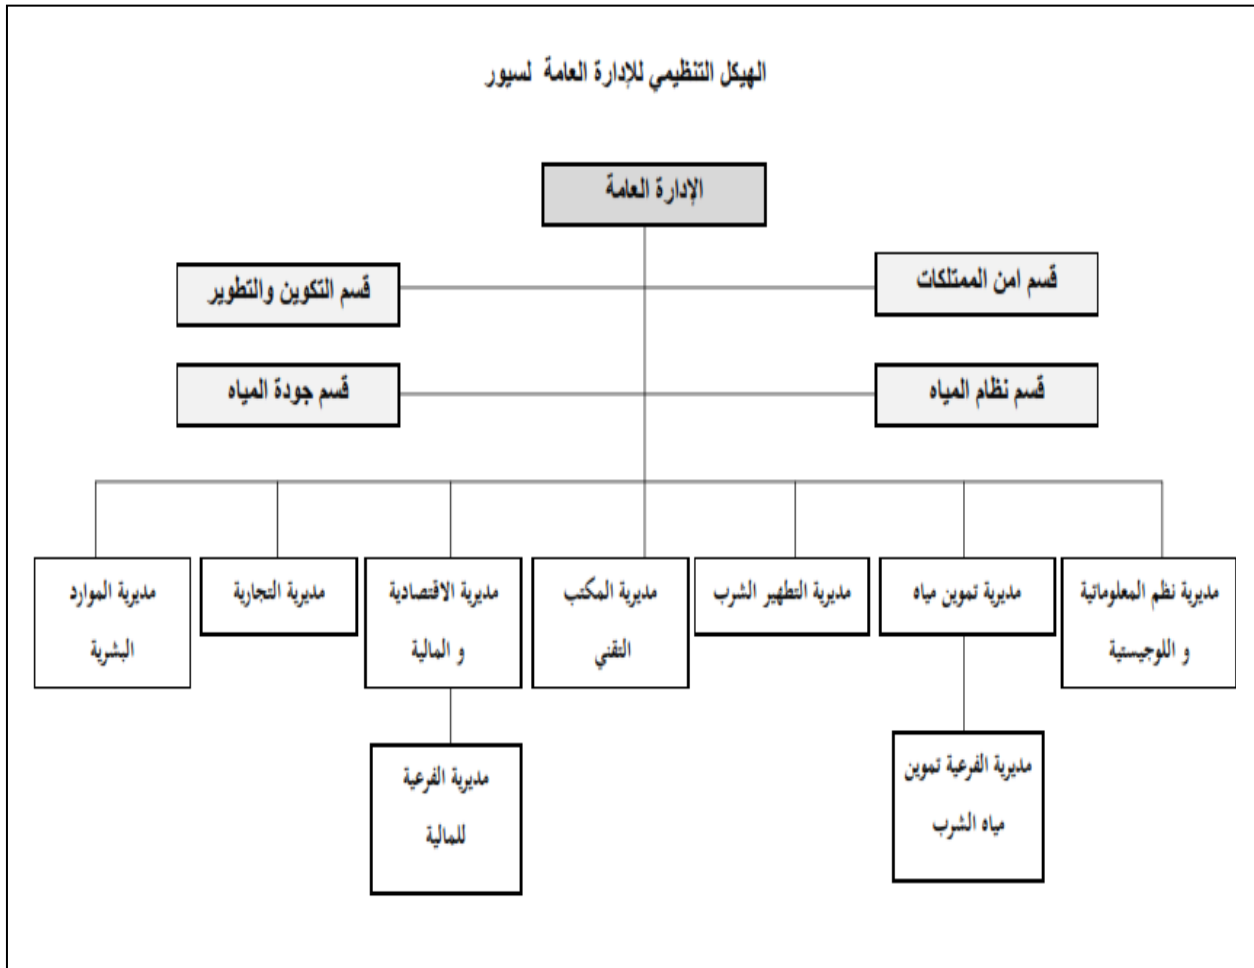 الهيكل التنظيمي للإدارة العامة لسيور
الإدارة العامة
قسم امن الممتلكات
قسم التكوين والتطوير
قسم نظام المياه
قسم جودة المياه
مديرية نظم المعلوماتية
و اللوجيستية
مديرية تموين مياه
مديرية التطهير الشرب
مديرية المكتب
التقني
مديرية الاقتصادية
و المالية
مديرية التجارية
مديرية الموارد
البشرية
مديرية الفرعية تموين
مياه الشرب
مديرية الفرعية
للمالية